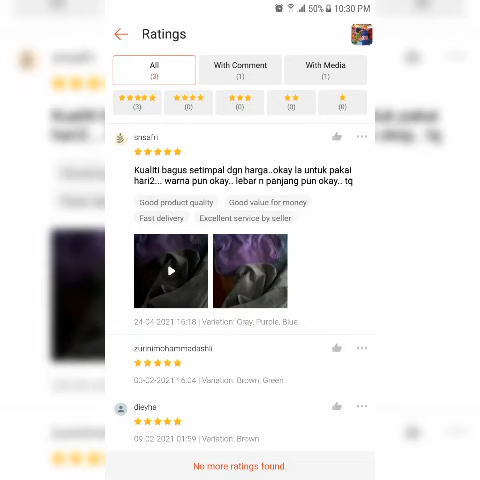 50% 10:30 PM
Ratings
All
(3)
With Comment
(1)
With Media
(1)
(3)
(0)
(0)
(0)
(0)
snsafri
Kualiti bagus setimpal dgn harga..okay la untuk pakai
hari2... warna pun okay.. lebar n panjang pun okay.. tq
Good product quality
Good value for money
Fast delivery
Excellent service by seller
24-04-2021 16:18 | Variation: Gray, Purple, Blue
zurinimohammadashli
03-02-2021 16:04 | Variation: Brown, Green
dieyha
09-02-2021 01:59 | Variation: Brown
No more ratings found.